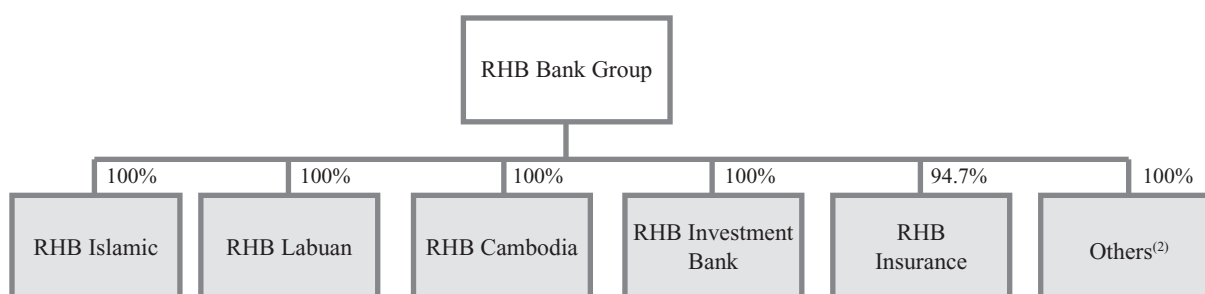 RHB Bank Group
100%
100%
100%
100%
94.7%
100%
RHB Islamic
RHB Labuan
RHB Cambodia
RHB Investment
Bank
RHB
Insurance
Others(2)